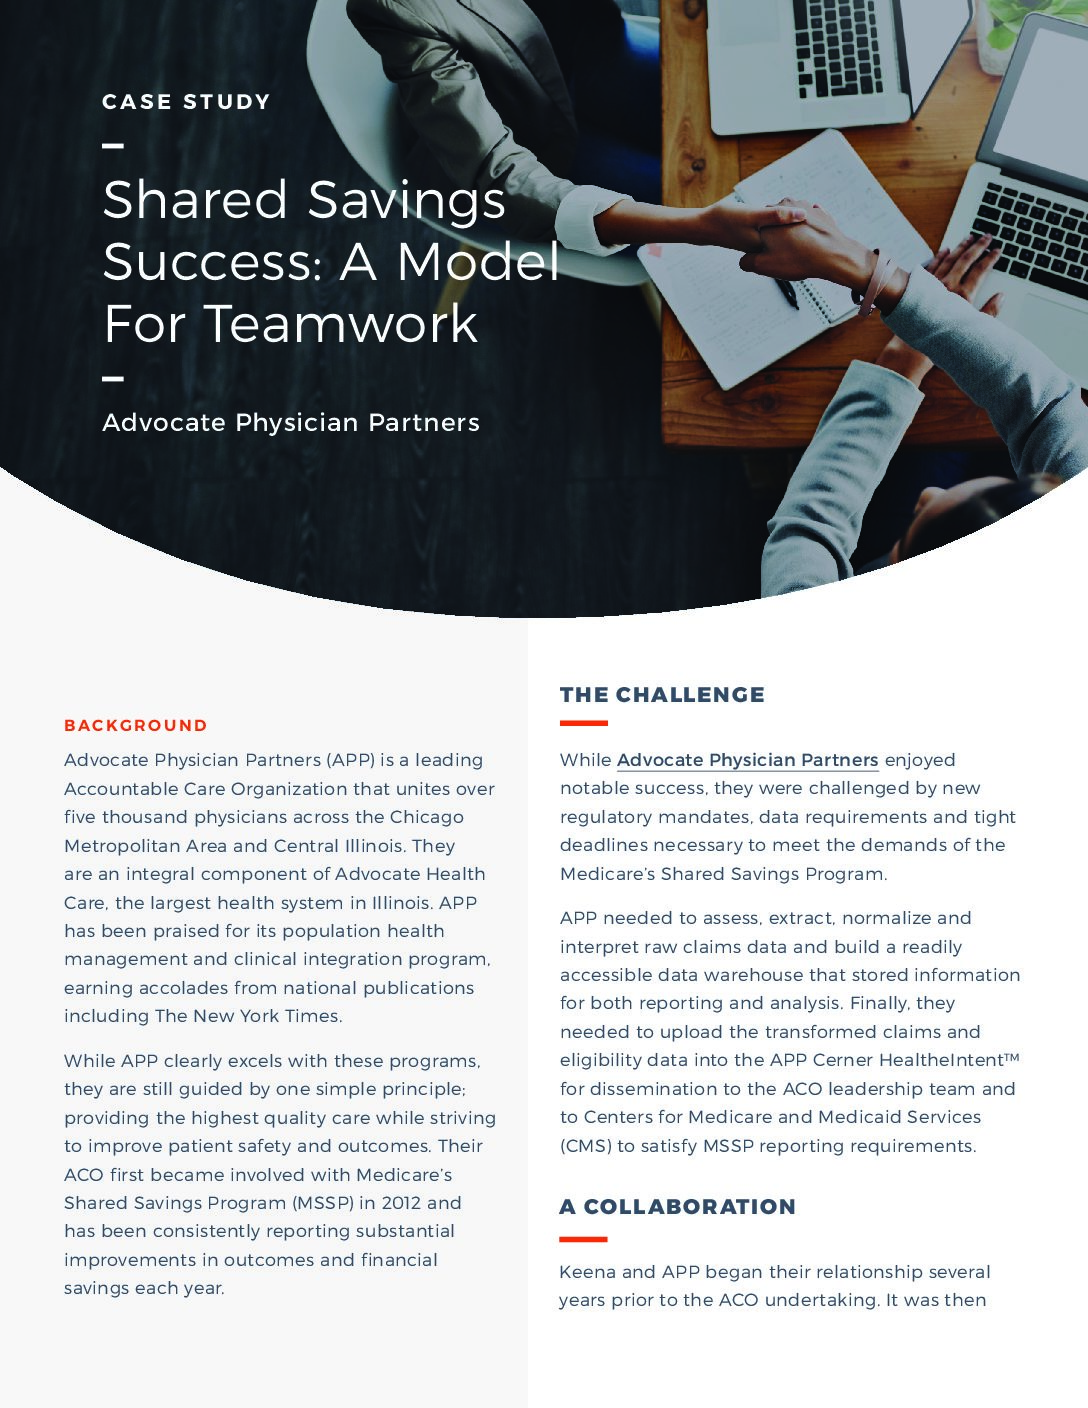 CASE STUDY
Shared Savings
Success: A Model
For Teamwork
Advocate Physician Partners
BACKGROUND
Advocate Physician Partners (APP) is a leading
Accountable Care Organization that unites over
five thousand physicians across the Chicago
Metropolitan Area and Central Illinois. They
are an integral component of Advocate Health
Care, the largest health system in Illinois. APP
has been praised for its population health
management and clinical integration program,
earning accolades from national publications
including The New York Times.
While APP clearly excels with these programs,
they are still guided by one simple principle;
providing the highest quality care while striving
to improve patient safety and outcomes. Their
ACO first became involved with Medicare’s
Shared Savings Program (MSSP) in 2012 and
has been consistently reporting substantial
improvements in outcomes and financial
savings each year.
THE CHALLENGE
While Advocate Physician Partners enjoyed
notable success, they were challenged by new
regulatory mandates, data requirements and tight
deadlines necessary to meet the demands of the
Medicare’s Shared Savings Program.
APP needed to assess, extract, normalize and
interpret raw claims data and build a readily
accessible data warehouse that stored information
for both reporting and analysis. Finally, they
needed to upload the transformed claims and
eligibility data into the APP Cerner HealtheIntent™
for dissemination to the ACO leadership team and
to Centers for Medicare and Medicaid Services
(CMS) to satisfy MSSP reporting requirements.
A COLLABORATION
Keena and APP began their relationship several
years prior to the ACO undertaking. It was then